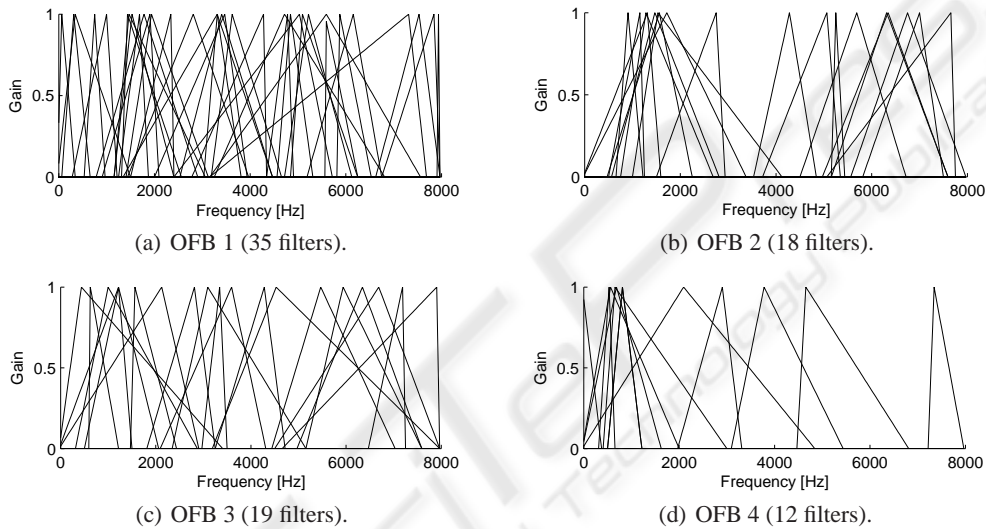 1
0.5
0
Gain
0 2000 4000 6000 8000
Frequency [Hz]
(a) OFB 1 (35 filters).
1
0.5
0
Gain
0 2000 4000 6000 8000
Frequency [Hz]
(b) OFB 2 (18 filters).
1
0.5
0
Gain
0 2000 4000 6000 8000
Frequency [Hz]
(c) OFB 3 (19 filters).
1
0.5
0
Gain
0 2000 4000 6000 8000
Frequency [Hz]
(d) OFB 4 (12 filters).
Technology